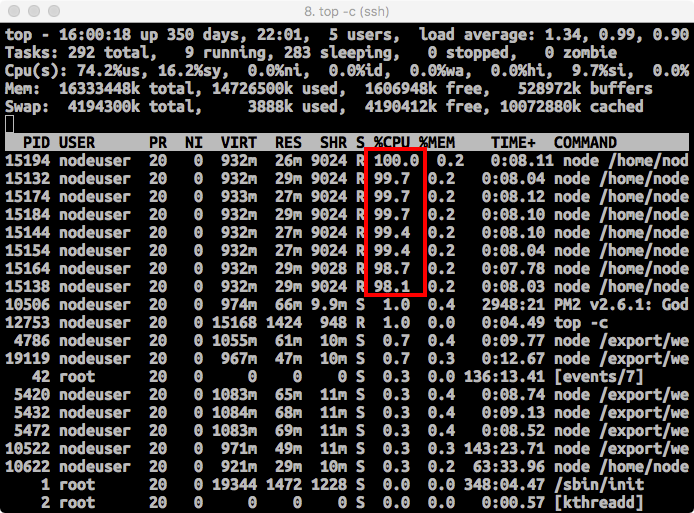 8. top -c (ssh)
top - 16:00:18 up 350 days, 22:01,  5 users,  load average: 1.34, 0.99, 0.90
Tasks: 292 total,   9 running, 283 sleeping,   0 stopped,   0 zombie
Cpu(s): 74.2%us, 16.2%sy,  0.0%ni,  0.0%id,  0.0%wa,  0.0%hi,  9.7%si,  0.0%
Mem:  16333448k total, 14726500k used,  1606948k free,   528972k buffers
Swap:  4194300k total,     3888k used,  4190412k free, 10072880k cached
PID USER      PR  NI  VIRT  RES  SHR S %CPU %MEM    TIME+  COMMAND
15194 nodeuser  20   0  932m  26m 9024 R 100.0  0.2   0:08.11 node /home/nod
15132 nodeuser  20   0  932m  29m 9024 R 99.7  0.2   0:08.04 node /home/node
15174 nodeuser  20   0  933m  27m 9024 R 99.7  0.2   0:08.12 node /home/node
15184 nodeuser  20   0  932m  29m 9024 R 99.7  0.2   0:08.10 node /home/node
15144 nodeuser  20   0  932m  27m 9024 R 99.4  0.2   0:08.10 node /home/node
15154 nodeuser  20   0  932m  27m 9024 R 99.4  0.2   0:08.04 node /home/node
15164 nodeuser  20   0  932m  29m 9028 R 98.7  0.2   0:07.78 node /home/node
15138 nodeuser  20   0  932m  29m 9024 R 98.1  0.2   0:08.03 node /home/node
10506 nodeuser  20   0  974m  66m 9.9m S  1.0  0.4   2948:21 PM2 v2.6.1: God
12753 nodeuser  20   0 15168 1424  948 R  1.0  0.0   0:04.49 top -c
4786 nodeuser  20   0 1055m  61m  10m S  0.7  0.4   0:09.77 node /export/we
19119 nodeuser  20   0  967m  47m  10m S  0.7  0.3   0:12.67 node /export/we
42 root      20   0     0    0    0 S  0.3  0.0 136:13.41 [events/7]
5420 nodeuser  20   0 1083m  65m  11m S  0.3  0.4   0:08.74 node /export/we
5432 nodeuser  20   0 1084m  68m  11m S  0.3  0.4   0:09.13 node /export/we
5472 nodeuser  20   0 1083m  69m  11m S  0.3  0.4   0:08.52 node /export/we
10522 nodeuser  20   0  971m  49m  11m S  0.3  0.3 143:23.71 node /export/we
10622 nodeuser  20   0  921m  29m  10m S  0.3  0.2  63:33.96 node /home/node
1 root      20   0 19344 1472 1228 S  0.0  0.0 348:04.47 /sbin/init
2 root      20   0     0    0    0 S  0.0  0.0   0:00.57 [kthreadd]